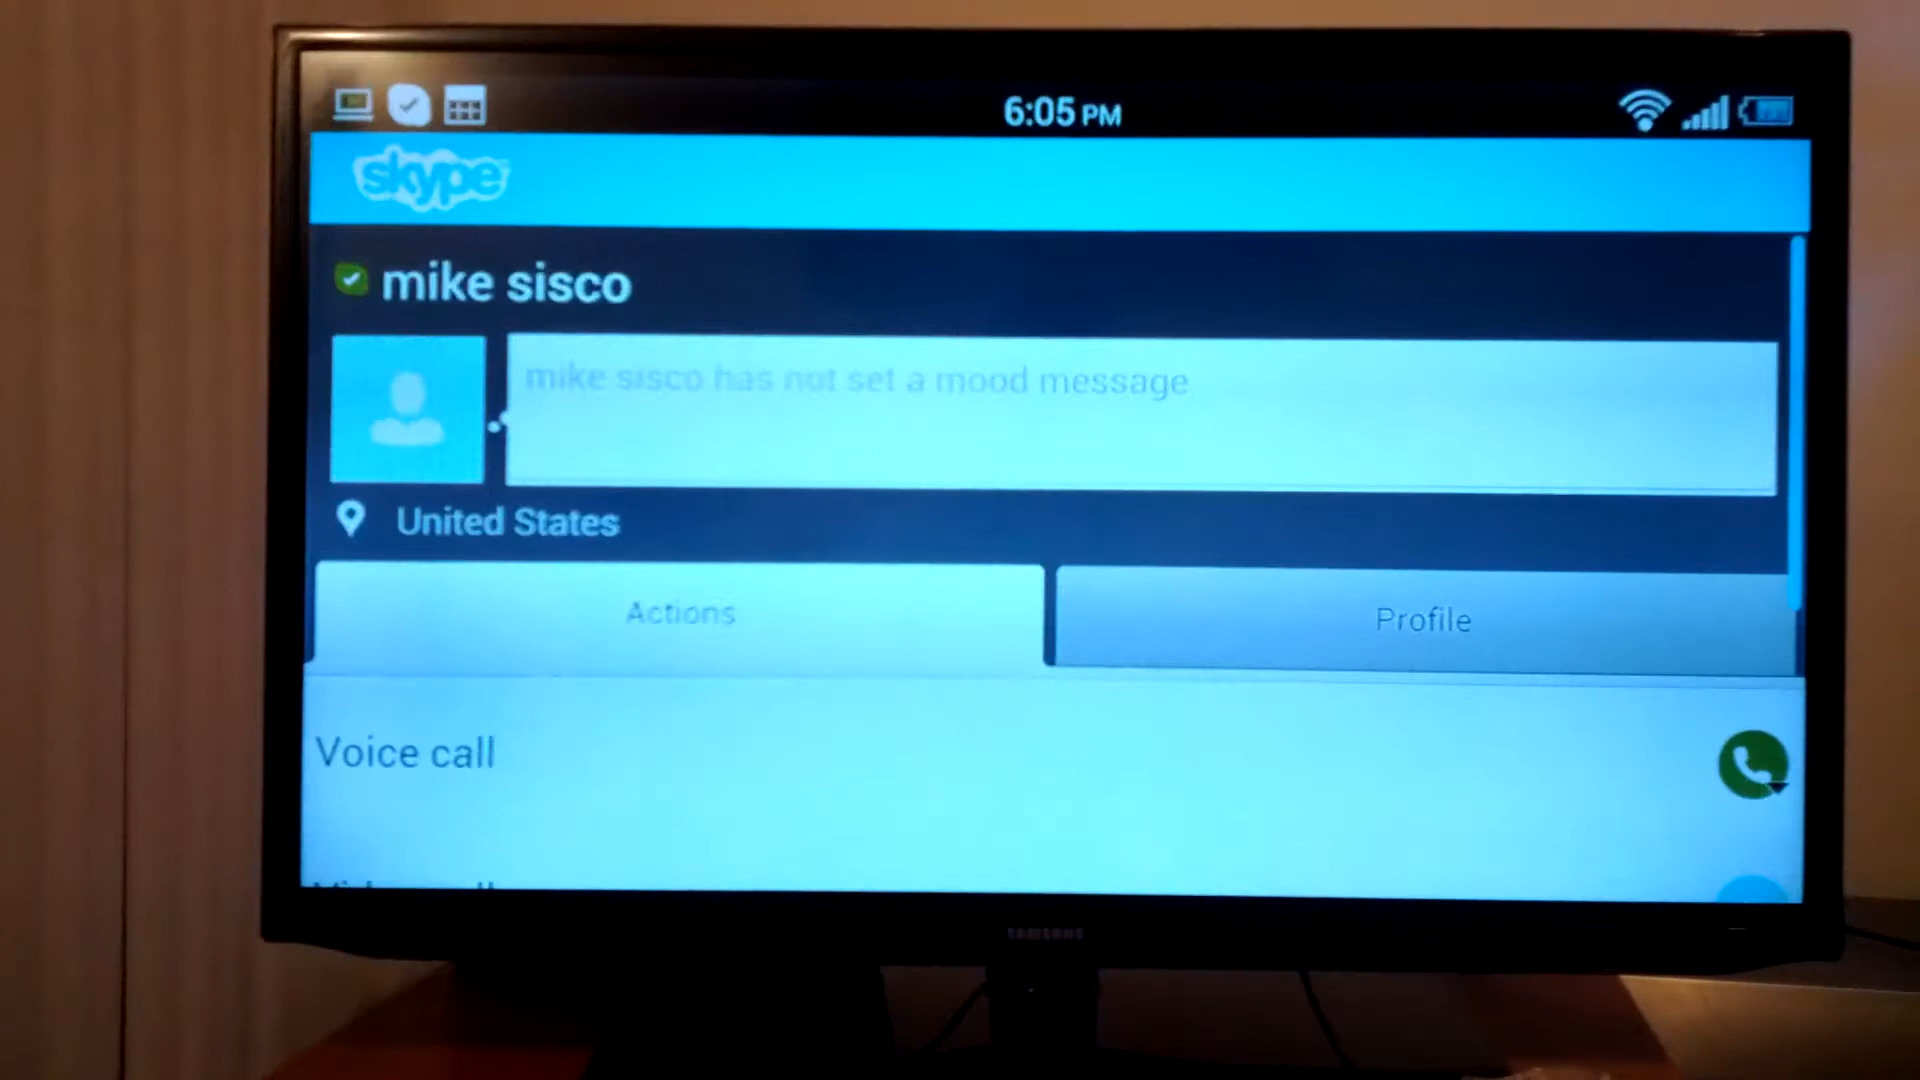 6:05 PM
skype
mike sisco
mike sisco has not set a mood message
United States
Actions
Profile
Voice call
SAMSUNG